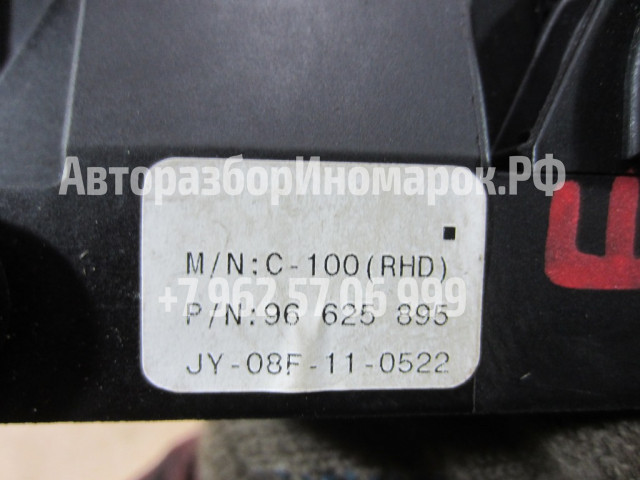 АвторазборИномарок.РФ
M/N:C-100(RHD)
+7 962 57 06 999
P/N:96 625 895
JY-08F-11-0522